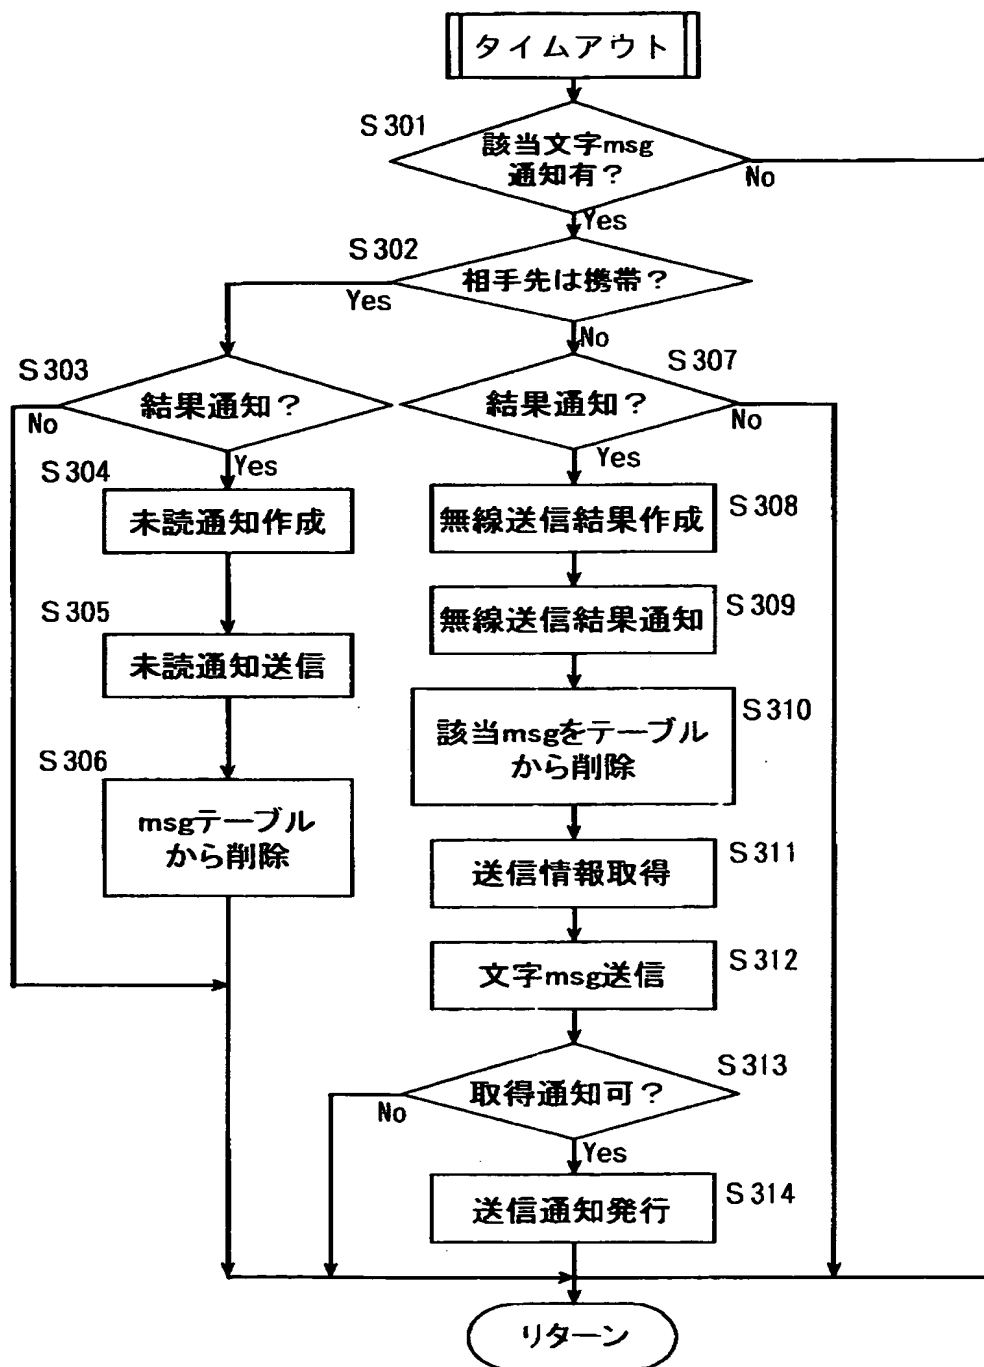 タイムアウト
S301
該当文字msg
通知有？
No
Yes
S302
相手先は携帯？
Yes
No
S303
結果通知？
No
Yes
S307
結果通知？
No
Yes
S304
未読通知作成
S308
無線送信結果作成
S305
未読通知送信
S309
無線送信結果通知
S306
msgテーブル
から削除
S310
該当msgをテーブル
から削除
S311
送信情報取得
S312
文字msg送信
S313
取得通知可？
No
Yes
S314
送信通知発行
リターン